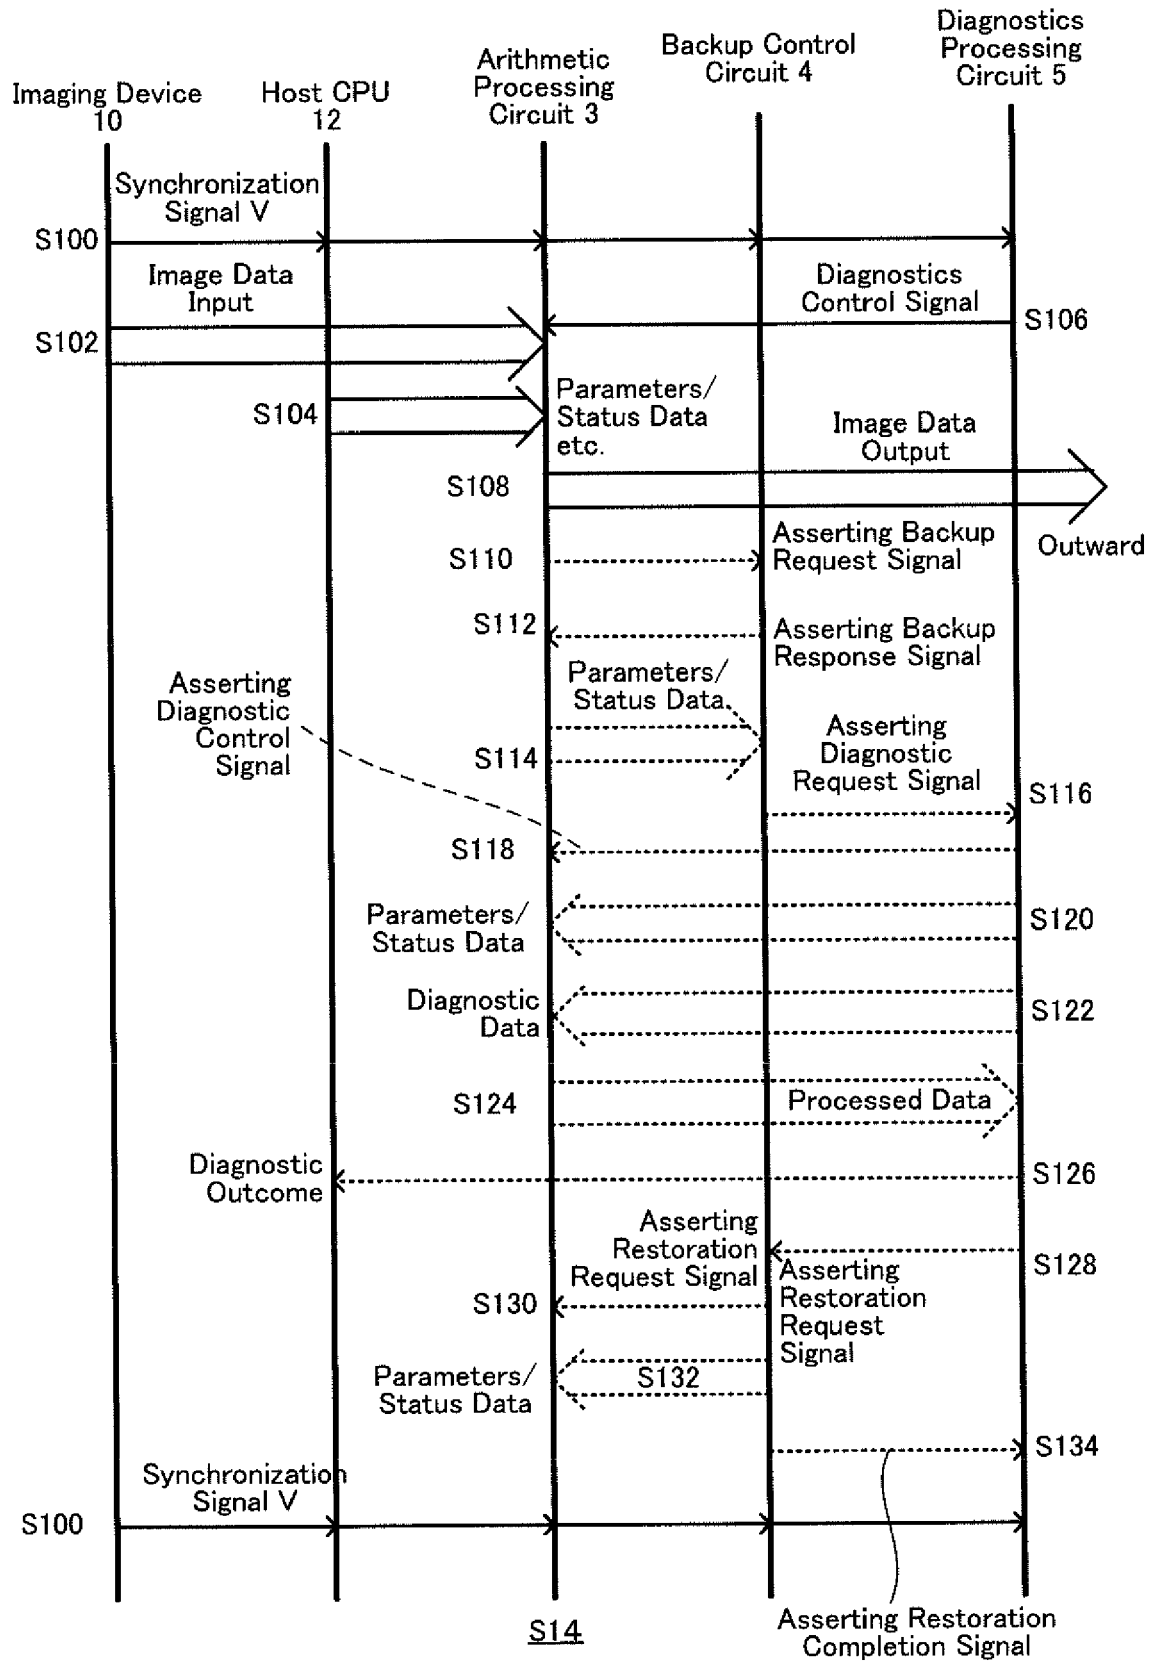 Imaging Device
10
Host CPU
12
Arithmetic
Processing
Circuit 3
Backup Control
Circuit 4
Diagnostics
Processing
Circuit 5
Synchronization
Signal V
S100
Image Data
Input
S102
Diagnostics
Control Signal
S106
S104
Parameters/
Status Data
etc.
Image Data
Output
S108
Outward
S110
Asserting Backup
Request Signal
S112
Asserting Backup
Response Signal
Parameters/
Status Data
S114
Asserting
Diagnostic
Control
Signal
Asserting
Diagnostic
Request Signal
S116
S118
Parameters/
Status Data
S120
Diagnostic
Data
S122
S124
Processed Data
Diagnostic
Outcome
S126
Asserting
Restoration
Request Signal
S128
Asserting
Restoration
Request
Signal
S130
Parameters/
Status Data
S132
S134
Synchronization
Signal V
S100
Asserting Restoration
Completion Signal
S14